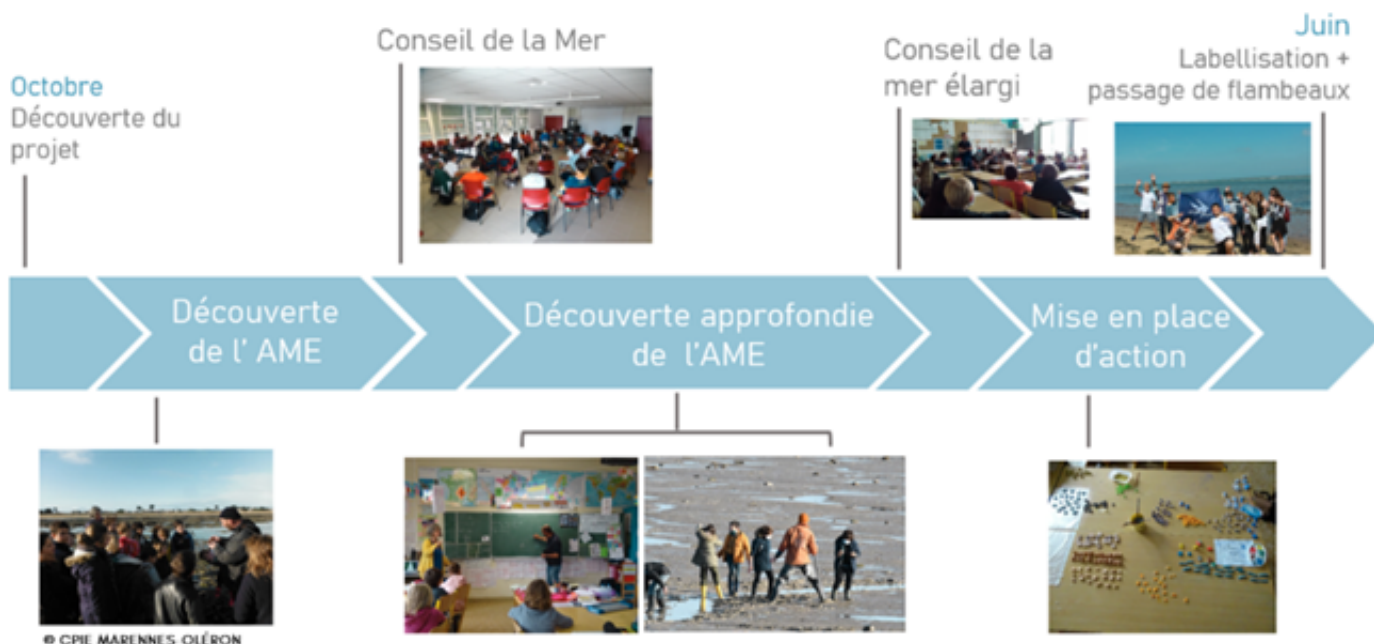 Octobre
Découverte du
projet
Conseil de la Mer
Conseil de la
mer élargi
Juin
Labellisation +
passage de flambeaux
Découverte
de l' AME
Découverte approfondie
de l'AME
Mise en place
d'action
© CPIE MARENNES OLÉRON